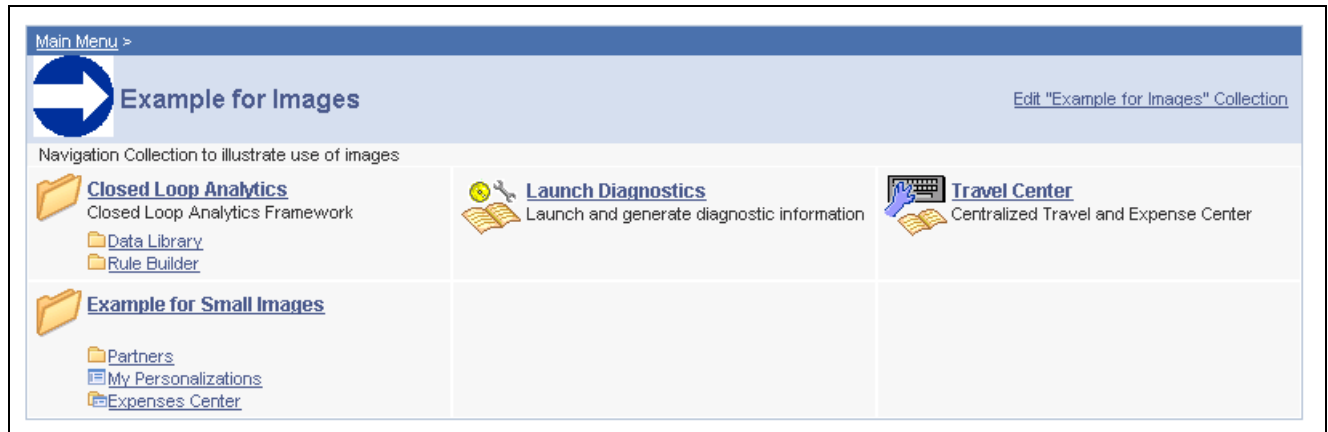 Main Menu >
Example for Images
Edit "Example for Images" Collection
Navigation Collection to illustrate use of images
Closed Loop Analytics
Closed Loop Analytics Framework
Data Library
Rule Builder
Launch Diagnostics
Launch and generate diagnostic information
Travel Center
Centralized Travel and Expense Center
Example for Small Images
Partners
My Personalizations
Expenses Center